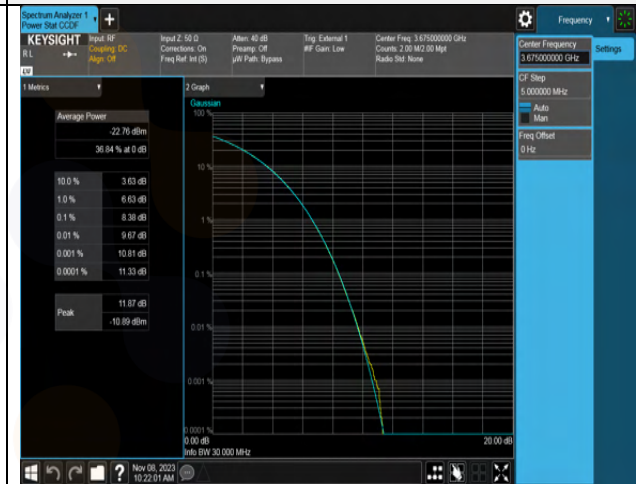 Spectrum Analyzer 1
Power Stat CCDF
+
Frequency
KEYSIGHT
RL
Input: RF
Coupling: DC
Align: Off
Input Z: 50 Ω
Corrections: On
Freq Ref: Int (S)
Atten: 40 dB
Preamp: Off
µW Path: Bypass
Trig: External 1
#IF Gain: Low
Center Freq: 3.675000000 GHz
Counts: 2.00 M/2.00 Mpt
Radio Std: None
1 Metrics
Average Power
-22.76 dBm
36.84 % at 0 dB
10.0 % 3.63 dB
1.0 % 6.63 dB
0.1 % 8.38 dB
0.01 % 9.67 dB
0.001 % 10.81 dB
0.0001 % 11.33 dB
Peak 11.87 dB
-10.89 dBm
2 Graph
Gaussian
100 %
10 %
1 %
0.1 %
0.01 %
0.001 %
0.0001 %
0.00 dB 20.00 dB
Info BW 30.000 MHz
Center Frequency
3.675000000 GHz
Settings
CF Step
5.000000 MHz
Auto
Man
Freq Offset
0 Hz
?
Nov 08, 2023
10:22:01 AM